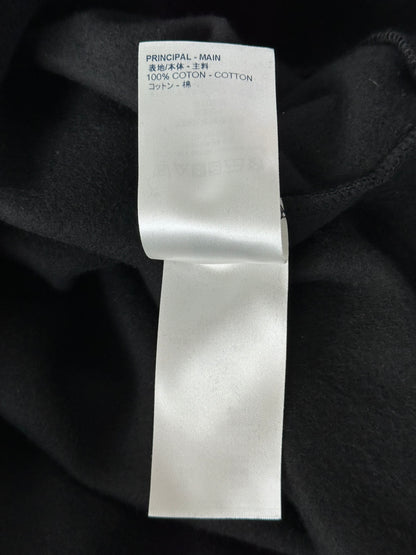 PRINCIPAL - MAIN
表地/本体 - 主料
100% COTON - COTTON
コットン - 棉